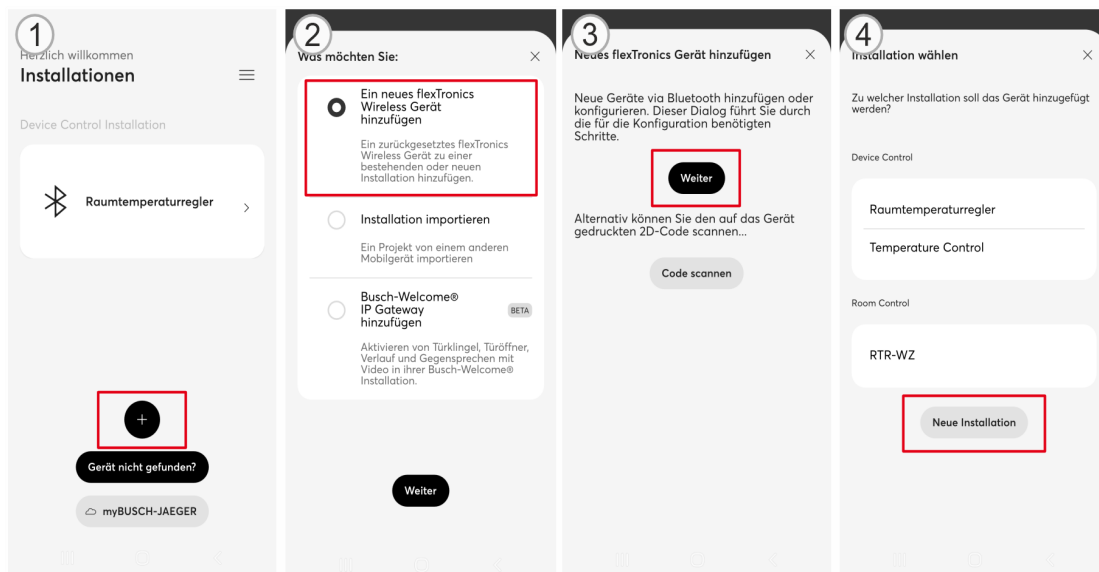 1
Herzlich willkommen
Installationen
Device Control Installation
Raumtemperaturregler
+
Gerät nicht gefunden?
myBUSCH-JAEGER
2
Was möchten Sie:
Ein neues flexTronics
Wireless Gerät
hinzufügen
Ein zurückgesetztes flexTronics
Wireless Gerät zu einer
bestehenden oder neuen
Installation hinzufügen.
Installation importieren
Ein Projekt von einem anderen
Mobilgerät importieren
Busch-Welcome®
IP Gateway
hinzufügen
BETA
Aktivieren von Türklingel, Türöffner,
Verlauf und Gegensprechen mit
Video in ihrer Busch-Welcome®
Installation.
Weiter
3
Neues flexTronics Gerät hinzufügen
Neue Geräte via Bluetooth hinzufügen oder
konfigurieren. Dieser Dialog führt Sie durch
die für die Konfiguration benötigten
Schritte.
Weiter
Alternativ können Sie den auf das Gerät
gedruckten 2D-Code scannen...
Code scannen
4
Installation wählen
Zu welcher Installation soll das Gerät hinzugefügt
werden?
Device Control
Raumtemperaturregler
Temperature Control
Room Control
RTR-WZ
Neue Installation